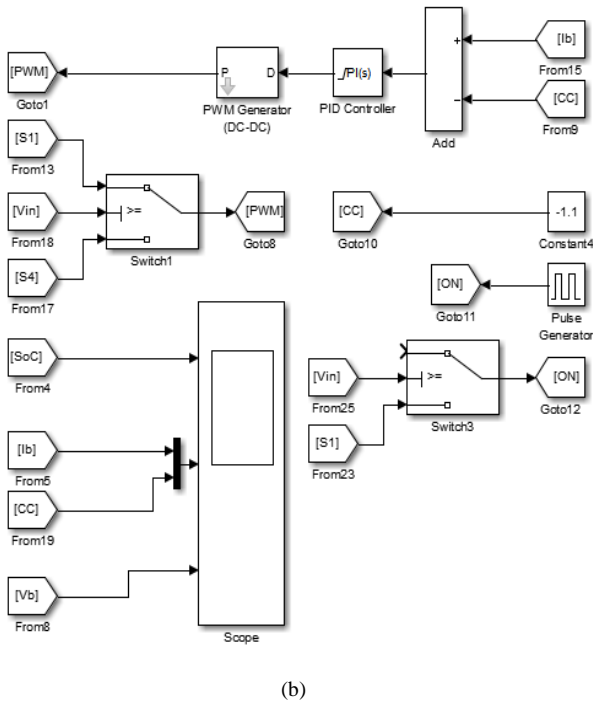 [PWM]
Goto1
P
D
PWM Generator
(DC-DC)
PI(s)
PID Controller
+
−
Add
[Ib]
From15
[CC]
From9
[S1]
From13
[Vin]
From18
[S4]
From17
>=
Switch1
[PWM]
Goto8
[CC]
Goto10
-1.1
Constant4
[ON]
Goto11
Pulse
Generator
[SoC]
From4
[Ib]
From5
[CC]
From19
[Vb]
From8
Scope
[Vin]
From25
[S1]
From23
>=
Switch3
[ON]
Goto12
(b)